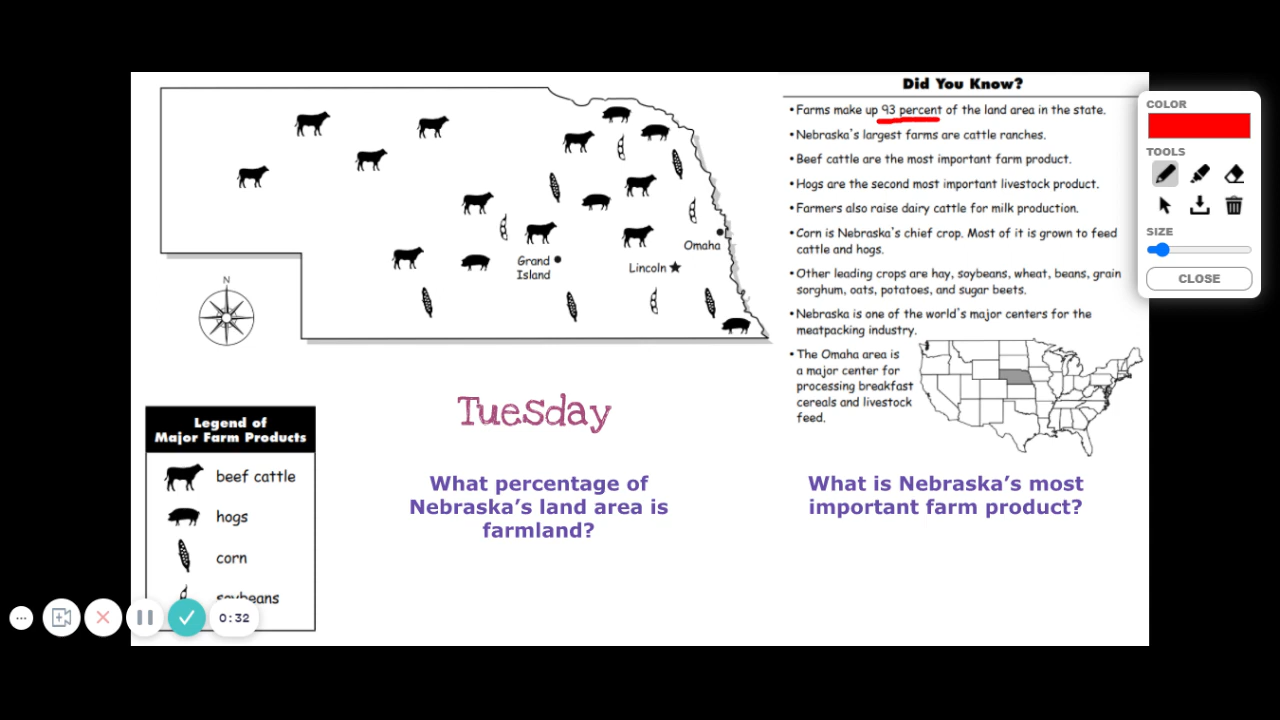 Did You Know?
• Farms make up 93 percent of the land area in the state.
• Nebraska's largest farms are cattle ranches.
• Beef cattle are the most important farm product.
• Hogs are the second most important livestock product.
• Farmers also raise dairy cattle for milk production.
• Corn is Nebraska's chief crop. Most of it is grown to feed
cattle and hogs.
• Other leading crops are hay, soybeans, wheat, beans, grain
sorghum, oats, potatoes, and sugar beets.
• Nebraska is one of the world's major centers for the
meatpacking industry.
• The Omaha area is
a major center for
processing breakfast
cereals and livestock
feed.
Omaha
Grand
Island
Lincoln
N
Tuesday
Legend of
Major Farm Products
beef cattle
hogs
corn
soybeans
What percentage of
Nebraska's land area is
farmland?
What is Nebraska's most
important farm product?
COLOR
TOOLS
SIZE
CLOSE
0:32